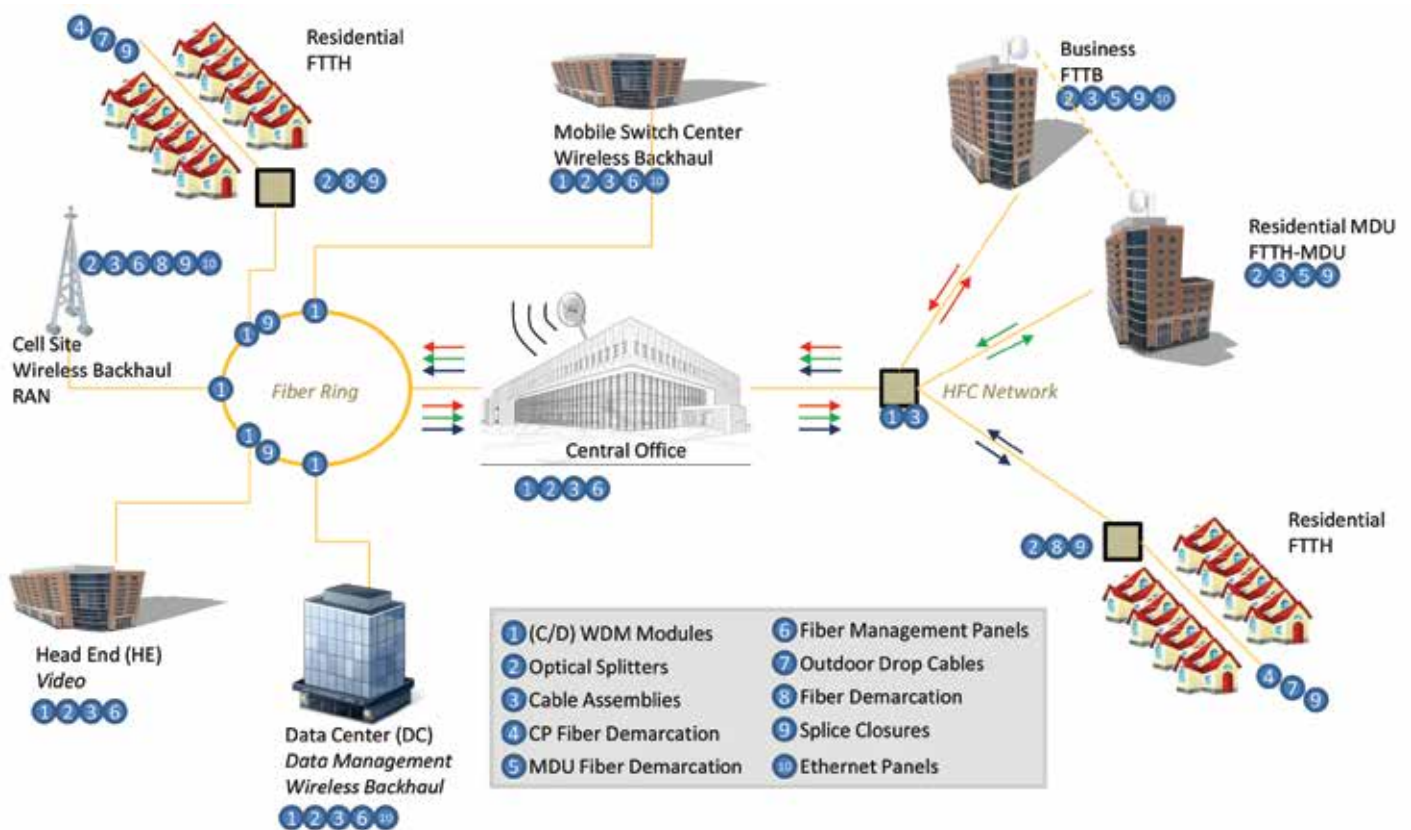 4 7 9
Residential
FTTH
2 8 9
Mobile Switch Center
Wireless Backhaul
1 2 3 6 10
Business
FTTB
2 3 5 9 10
Residential MDU
FTTH-MDU
2 3 5 9
2 3 6 8 9 10
Cell Site
Wireless Backhaul
RAN
1 9 1
1
Fiber Ring
1 9 1
Central Office
1 2 3 6
HFC Network
1 3
2 8 9
Residential
FTTH
4 7 9
Head End (HE)
Video
1 2 3 6
Data Center (DC)
Data Management
Wireless Backhaul
1 2 3 6 10
1 (C/D) WDM Modules
2 Optical Splitters
3 Cable Assemblies
4 CP Fiber Demarcation
5 MDU Fiber Demarcation
6 Fiber Management Panels
7 Outdoor Drop Cables
8 Fiber Demarcation
9 Splice Closures
10 Ethernet Panels